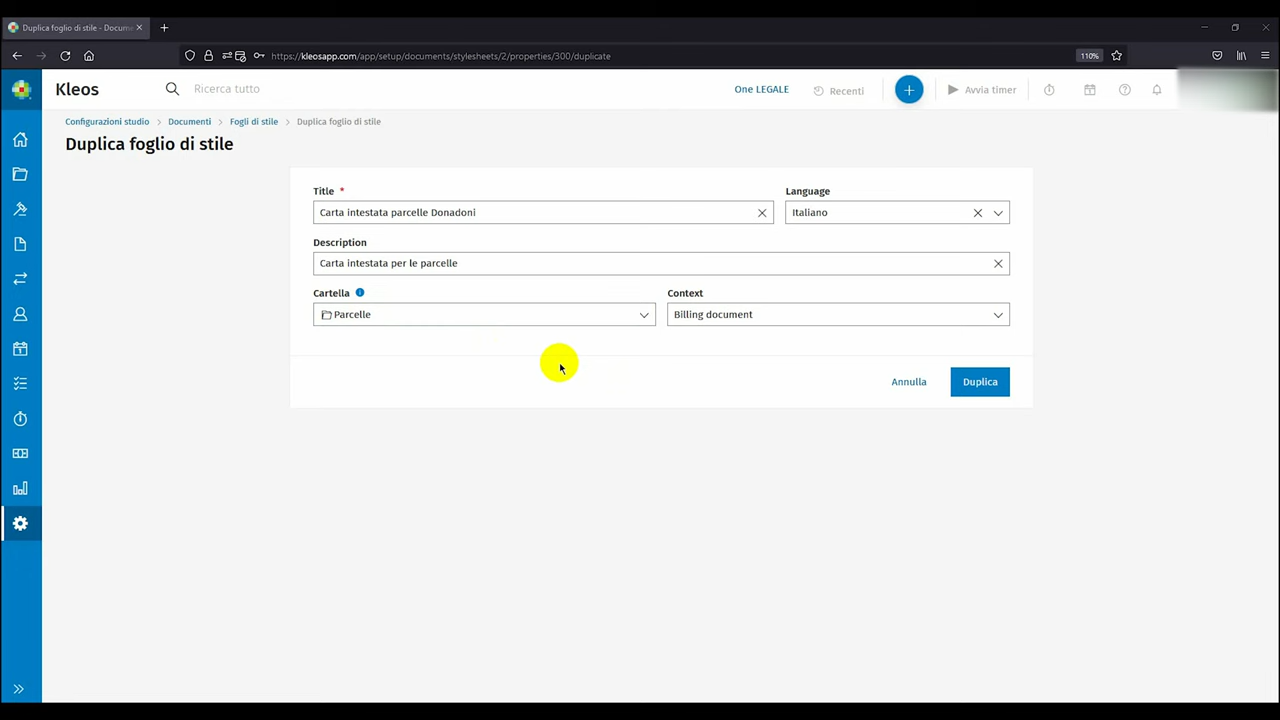 Duplica foglio di stile - Docum
https://kleosapp.com/app/setup/documents/stylesheets/2/properties/300/duplicate
110%
Kleos
Ricerca tutto
One LEGALE
Recenti
Avvia timer
Configurazioni studio
Documenti
Fogli di stile
Duplica foglio di stile
Duplica foglio di stile
Title *
Language
Carta intestata parcelle Donadoni
Italiano
Description
Carta intestata per le parcelle
Cartella
Context
Parcelle
Billing document
Annulla
Duplica